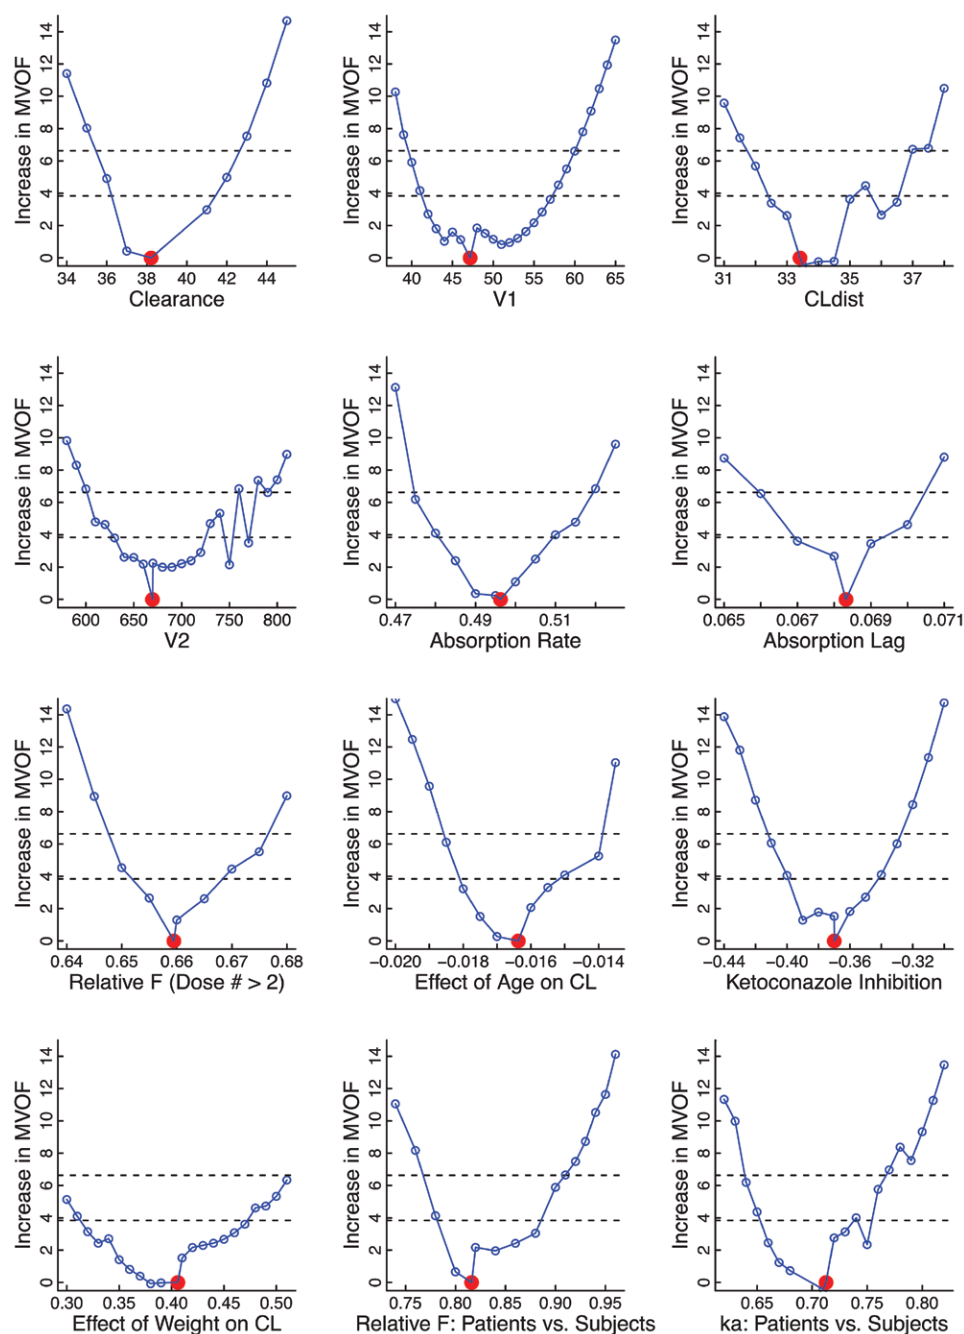 Increase in MVOF
0 2 4 6 8 10 12 14
34 36 38 40 42 44
Clearance
Increase in MVOF
0 2 4 6 8 10 12 14
40 45 50 55 60 65
V1
Increase in MVOF
0 2 4 6 8 10 12 14
31 33 35 37
CLdist
Increase in MVOF
0 2 4 6 8 10 12 14
600 650 700 750 800
V2
Increase in MVOF
0 2 4 6 8 10 12 14
0.47 0.49 0.51
Absorption Rate
Increase in MVOF
0 2 4 6 8 10 12 14
0.065 0.067 0.069 0.071
Absorption Lag
Increase in MVOF
0 2 4 6 8 10 12 14
0.64 0.65 0.66 0.67 0.68
Relative F (Dose # > 2)
Increase in MVOF
0 2 4 6 8 10 12 14
−0.020 −0.018 −0.016 −0.014
Effect of Age on CL
Increase in MVOF
0 2 4 6 8 10 12 14
−0.44 −0.40 −0.36 −0.32
Ketoconazole Inhibition
Increase in MVOF
0 2 4 6 8 10 12 14
0.30 0.35 0.40 0.45 0.50
Effect of Weight on CL
Increase in MVOF
0 2 4 6 8 10 12 14
0.75 0.80 0.85 0.90 0.95
Relative F: Patients vs. Subjects
Increase in MVOF
0 2 4 6 8 10 12 14
0.65 0.70 0.75 0.80
ka: Patients vs. Subjects